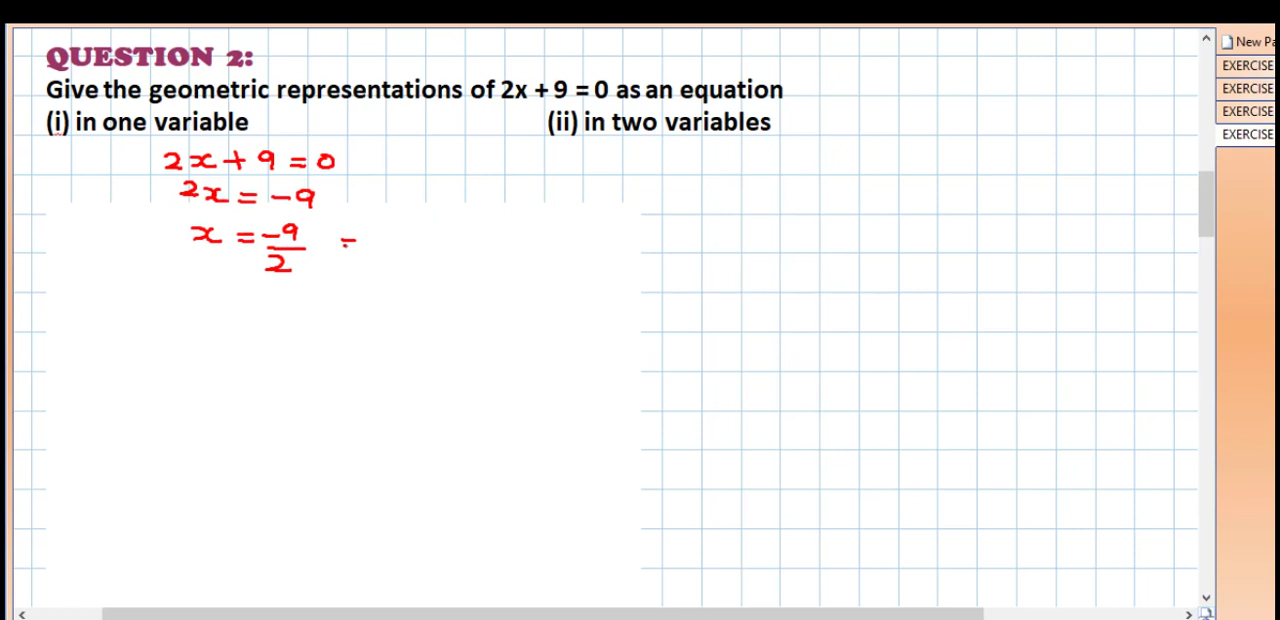 QUESTION 2:
Give the geometric representations of 2x + 9 = 0 as an equation
(i) in one variable (ii) in two variables
2x + 9 = 0
2x = -9
x = -9/2 =
New Pa
EXERCISE
EXERCISE
EXERCISE
EXERCISE